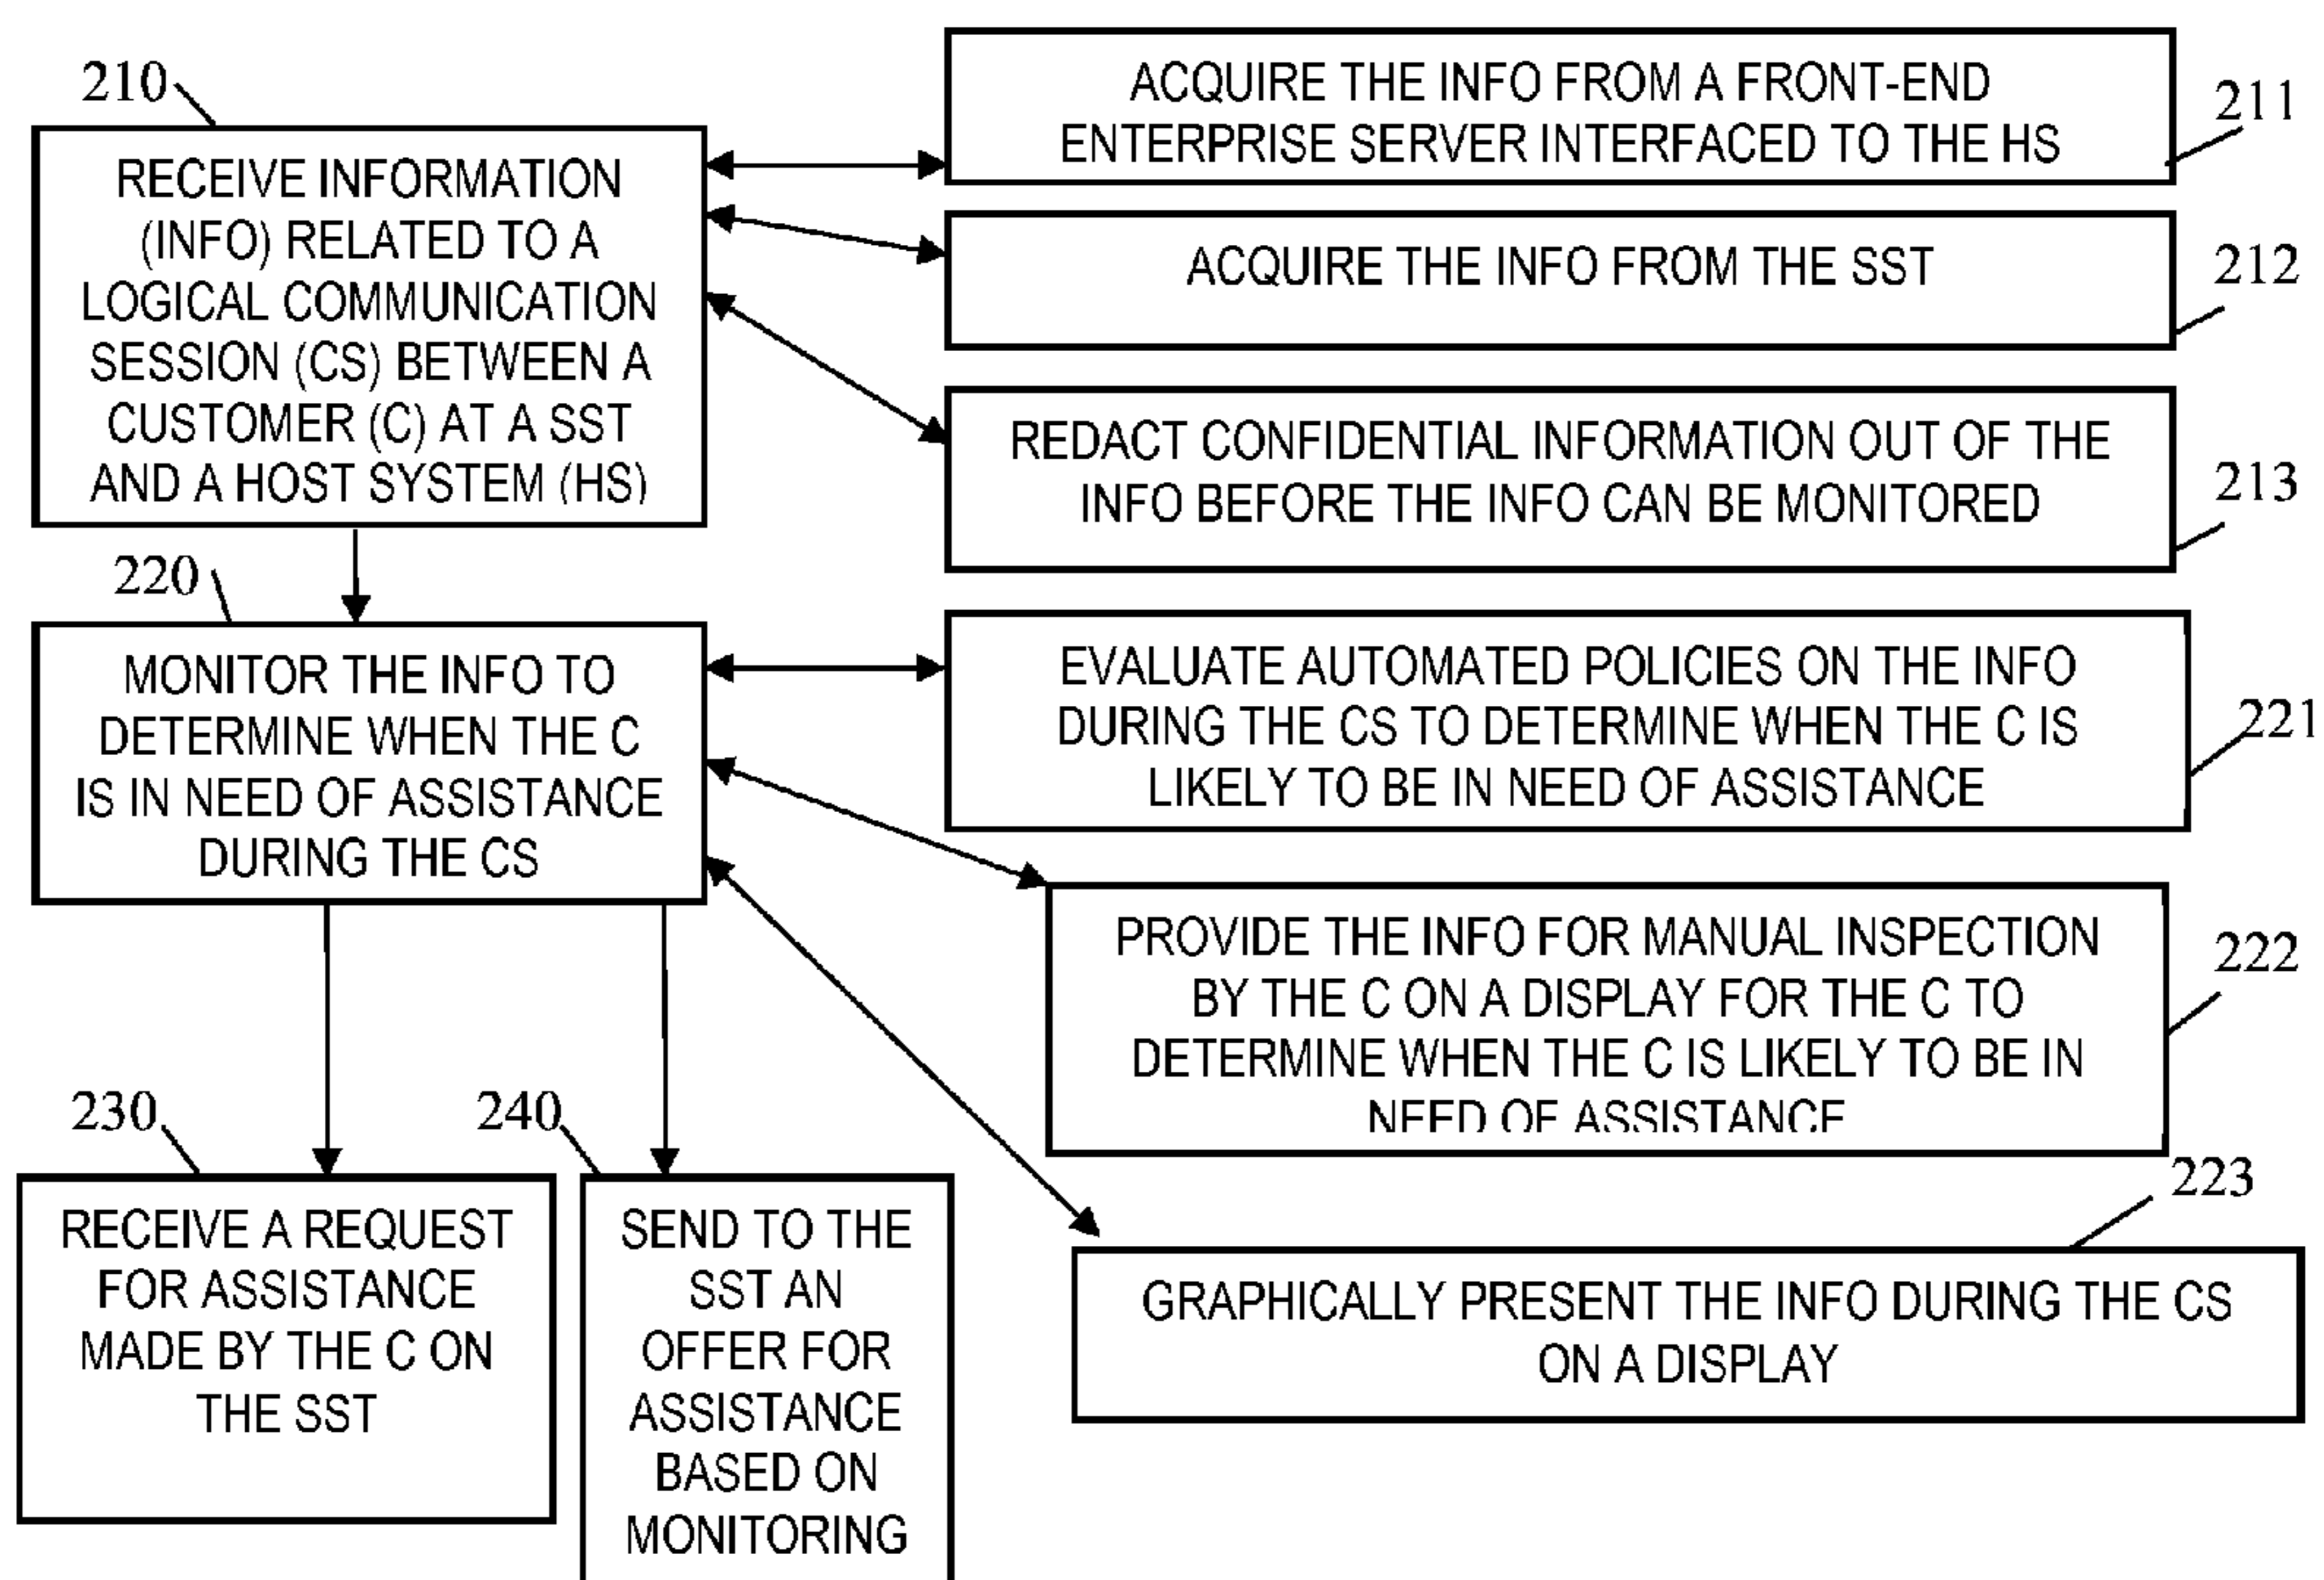 210
RECEIVE INFORMATION
(INFO) RELATED TO A
LOGICAL COMMUNICATION
SESSION (CS) BETWEEN A
CUSTOMER (C) AT A SST
AND A HOST SYSTEM (HS)
ACQUIRE THE INFO FROM A FRONT-END
ENTERPRISE SERVER INTERFACED TO THE HS
211
ACQUIRE THE INFO FROM THE SST
212
REDACT CONFIDENTIAL INFORMATION OUT OF THE
INFO BEFORE THE INFO CAN BE MONITORED
213
220
MONITOR THE INFO TO
DETERMINE WHEN THE C
IS IN NEED OF ASSISTANCE
DURING THE CS
EVALUATE AUTOMATED POLICIES ON THE INFO
DURING THE CS TO DETERMINE WHEN THE C IS
LIKELY TO BE IN NEED OF ASSISTANCE
221
PROVIDE THE INFO FOR MANUAL INSPECTION
BY THE C ON A DISPLAY FOR THE C TO
DETERMINE WHEN THE C IS LIKELY TO BE IN
NEED OF ASSISTANCE
222
230
RECEIVE A REQUEST
FOR ASSISTANCE
MADE BY THE C ON
THE SST
240
SEND TO THE
SST AN
OFFER FOR
ASSISTANCE
BASED ON
MONITORING
223
GRAPHICALLY PRESENT THE INFO DURING THE CS
ON A DISPLAY